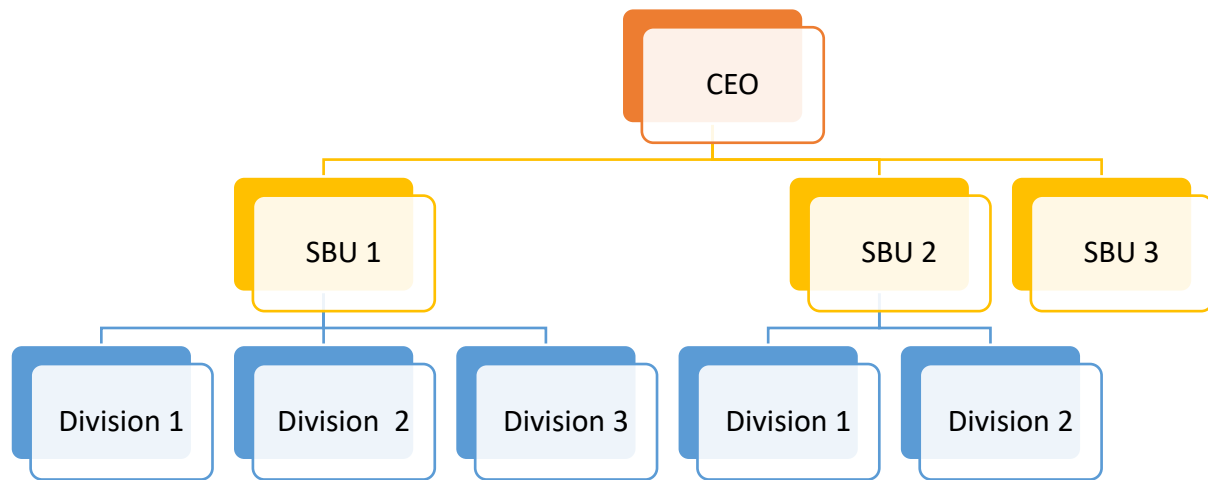 CEO
SBU 1
SBU 2
SBU 3
Division 1
Division  2
Division 3
Division 1
Division 2